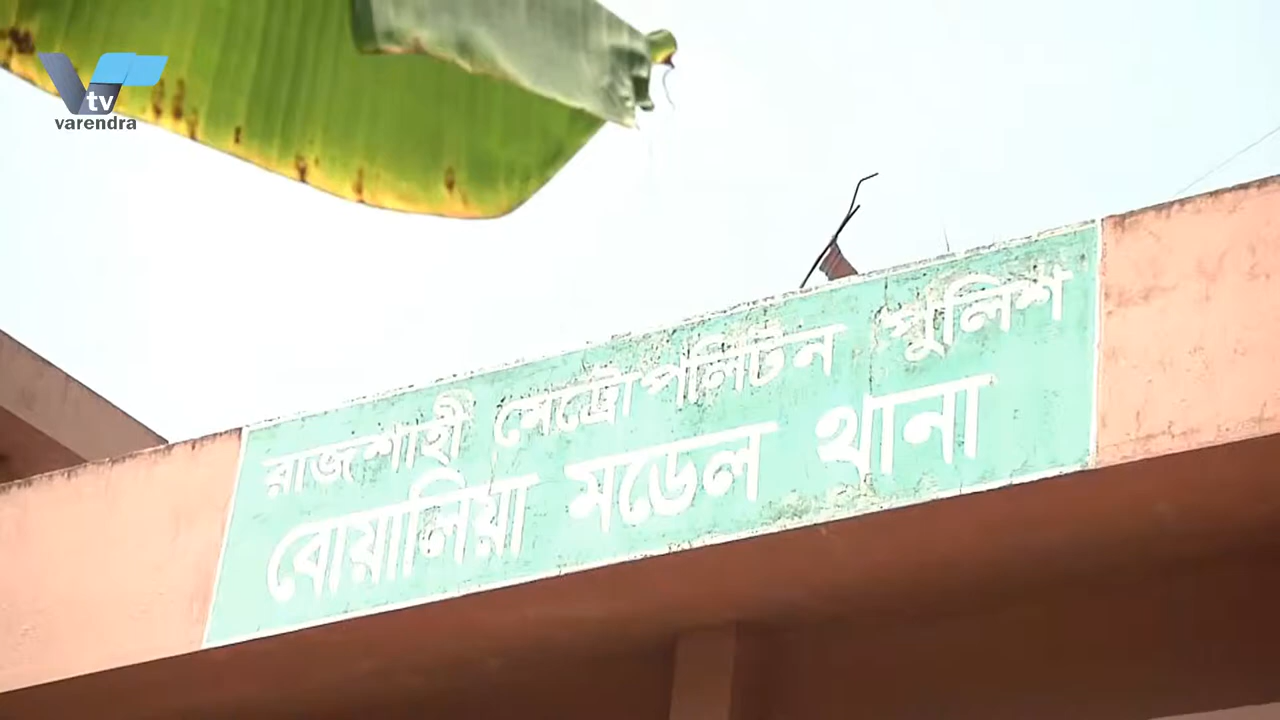 tv
varendra
রাজশাহী মেট্রোপলিটন পুলিশ
বোয়ালিয়া মডেল থানা